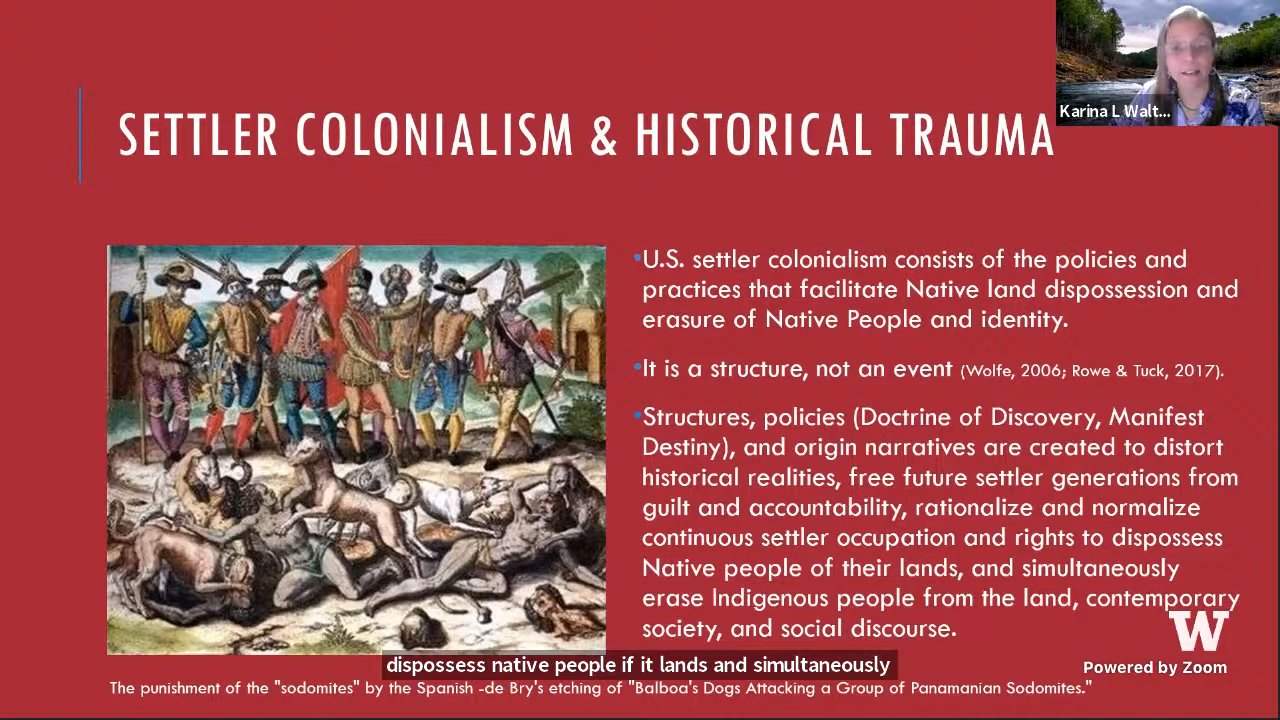 Karina L Walt...
SETTLER COLONIALISM & HISTORICAL TRAUMA
•U.S. settler colonialism consists of the policies and
practices that facilitate Native land dispossession and
erasure of Native People and identity.
•It is a structure, not an event (Wolfe, 2006; Rowe & Tuck, 2017).
•Structures, policies (Doctrine of Discovery, Manifest
Destiny), and origin narratives are created to distort
historical realities, free future settler generations from
guilt and accountability, rationalize and normalize
continuous settler occupation and rights to dispossess
Native people of their lands, and simultaneously
erase Indigenous people from the land, contemporary
society, and social discourse.
W
Powered by Zoom
dispossess native people if it lands and simultaneously
The punishment of the "sodomites" by the Spanish -de Bry's etching of "Balboa's Dogs Attacking a Group of Panamanian Sodomites."